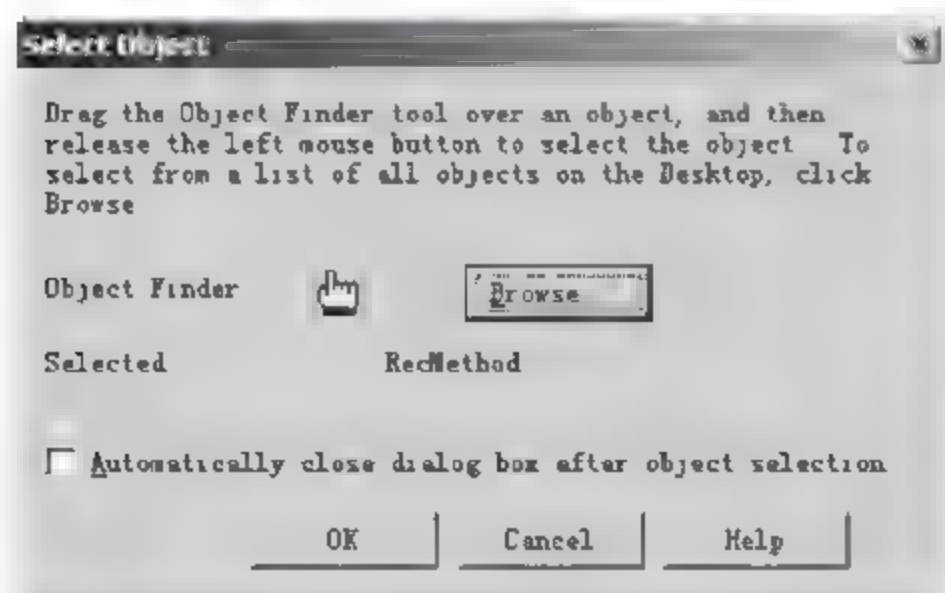 Select Object
Drag the Object Finder tool over an object, and then
release the left mouse button to select the object   To
select from a list of all objects on the Desktop, click
Browse
Object Finder
Browse
Selected RecMethod
Automatically close dialog box after object selection
OK Cancel Help